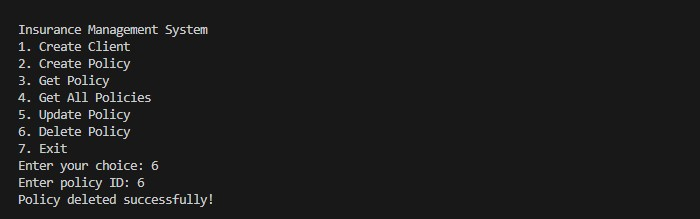 Insurance Management System
1. Create Client
2. Create Policy
3. Get Policy
4. Get All Policies
5. Update Policy
6. Delete Policy
7. Exit
Enter your choice: 6
Enter policy ID: 6
Policy deleted successfully!